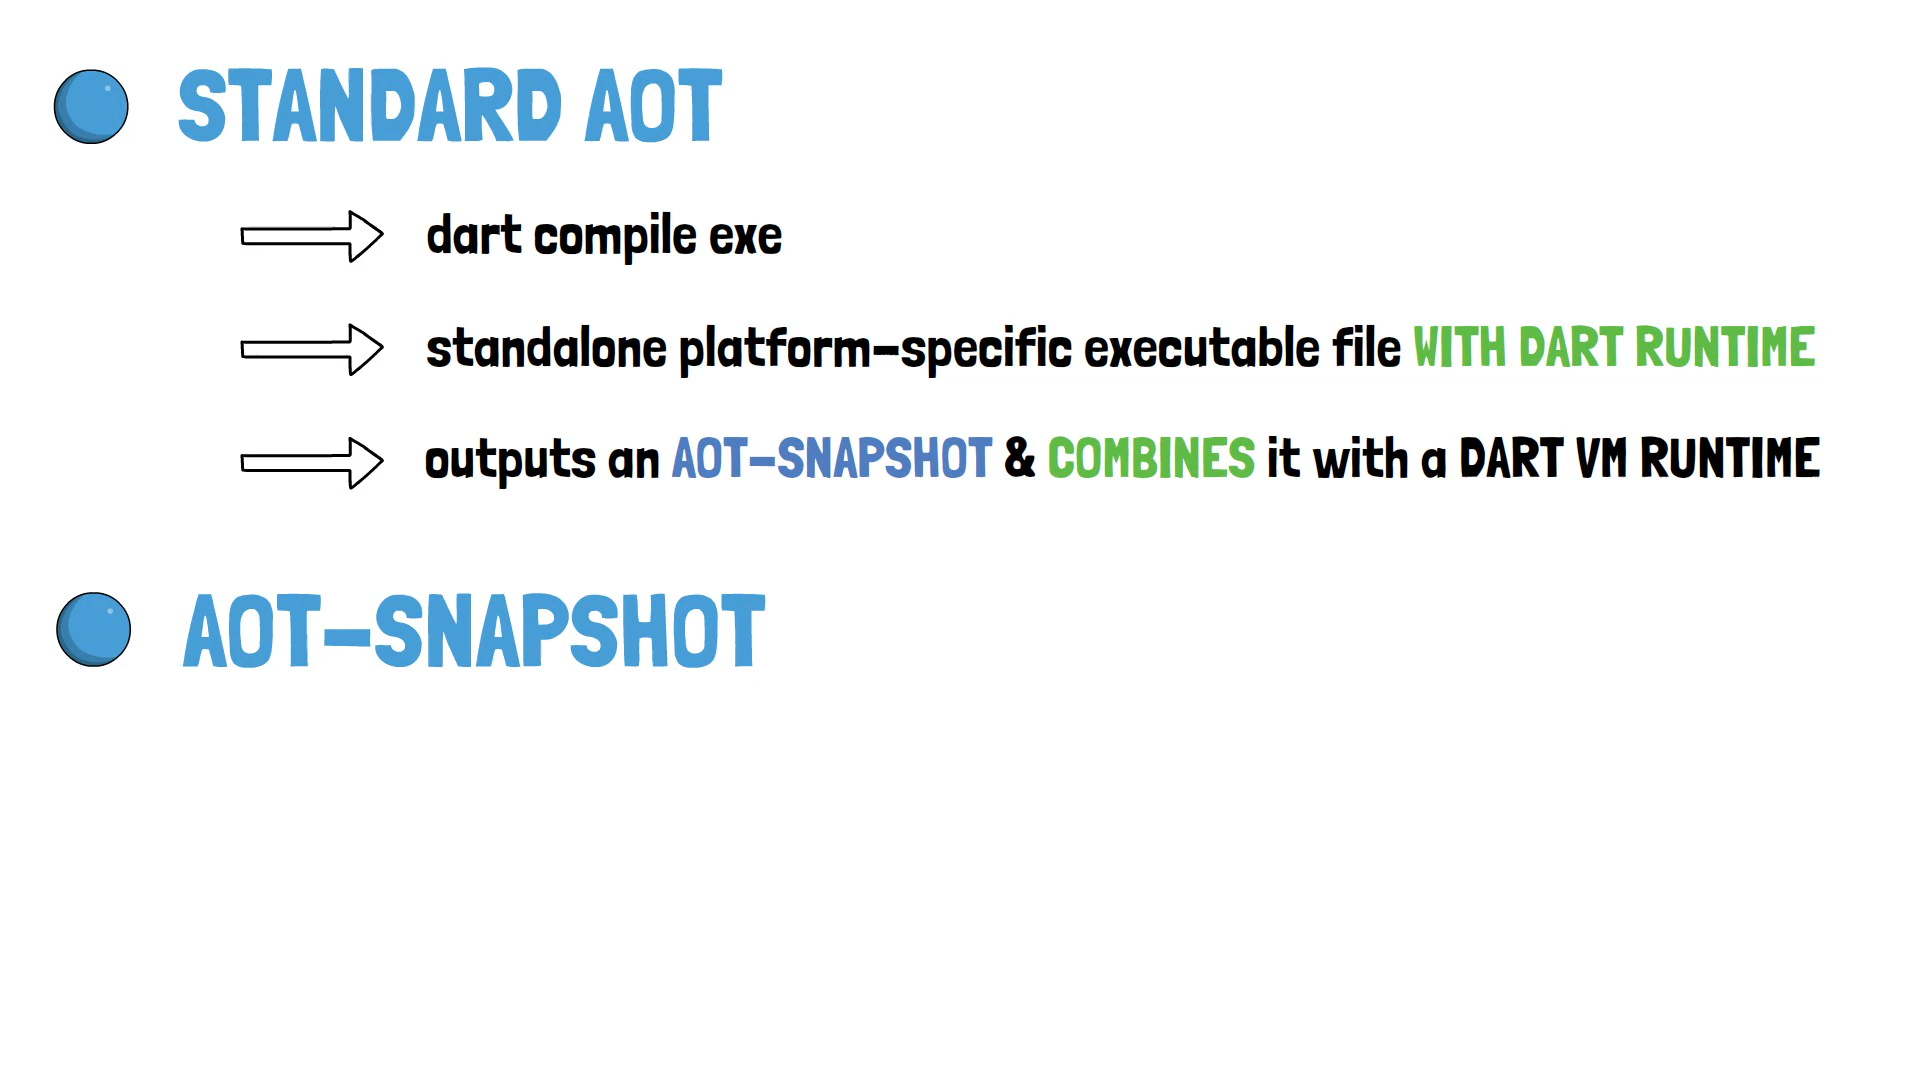 STANDARD AOT
dart compile exe
standalone platform-specific executable file WITH DART RUNTIME
outputs an AOT-SNAPSHOT & COMBINES it with a DART VM RUNTIME
AOT-SNAPSHOT